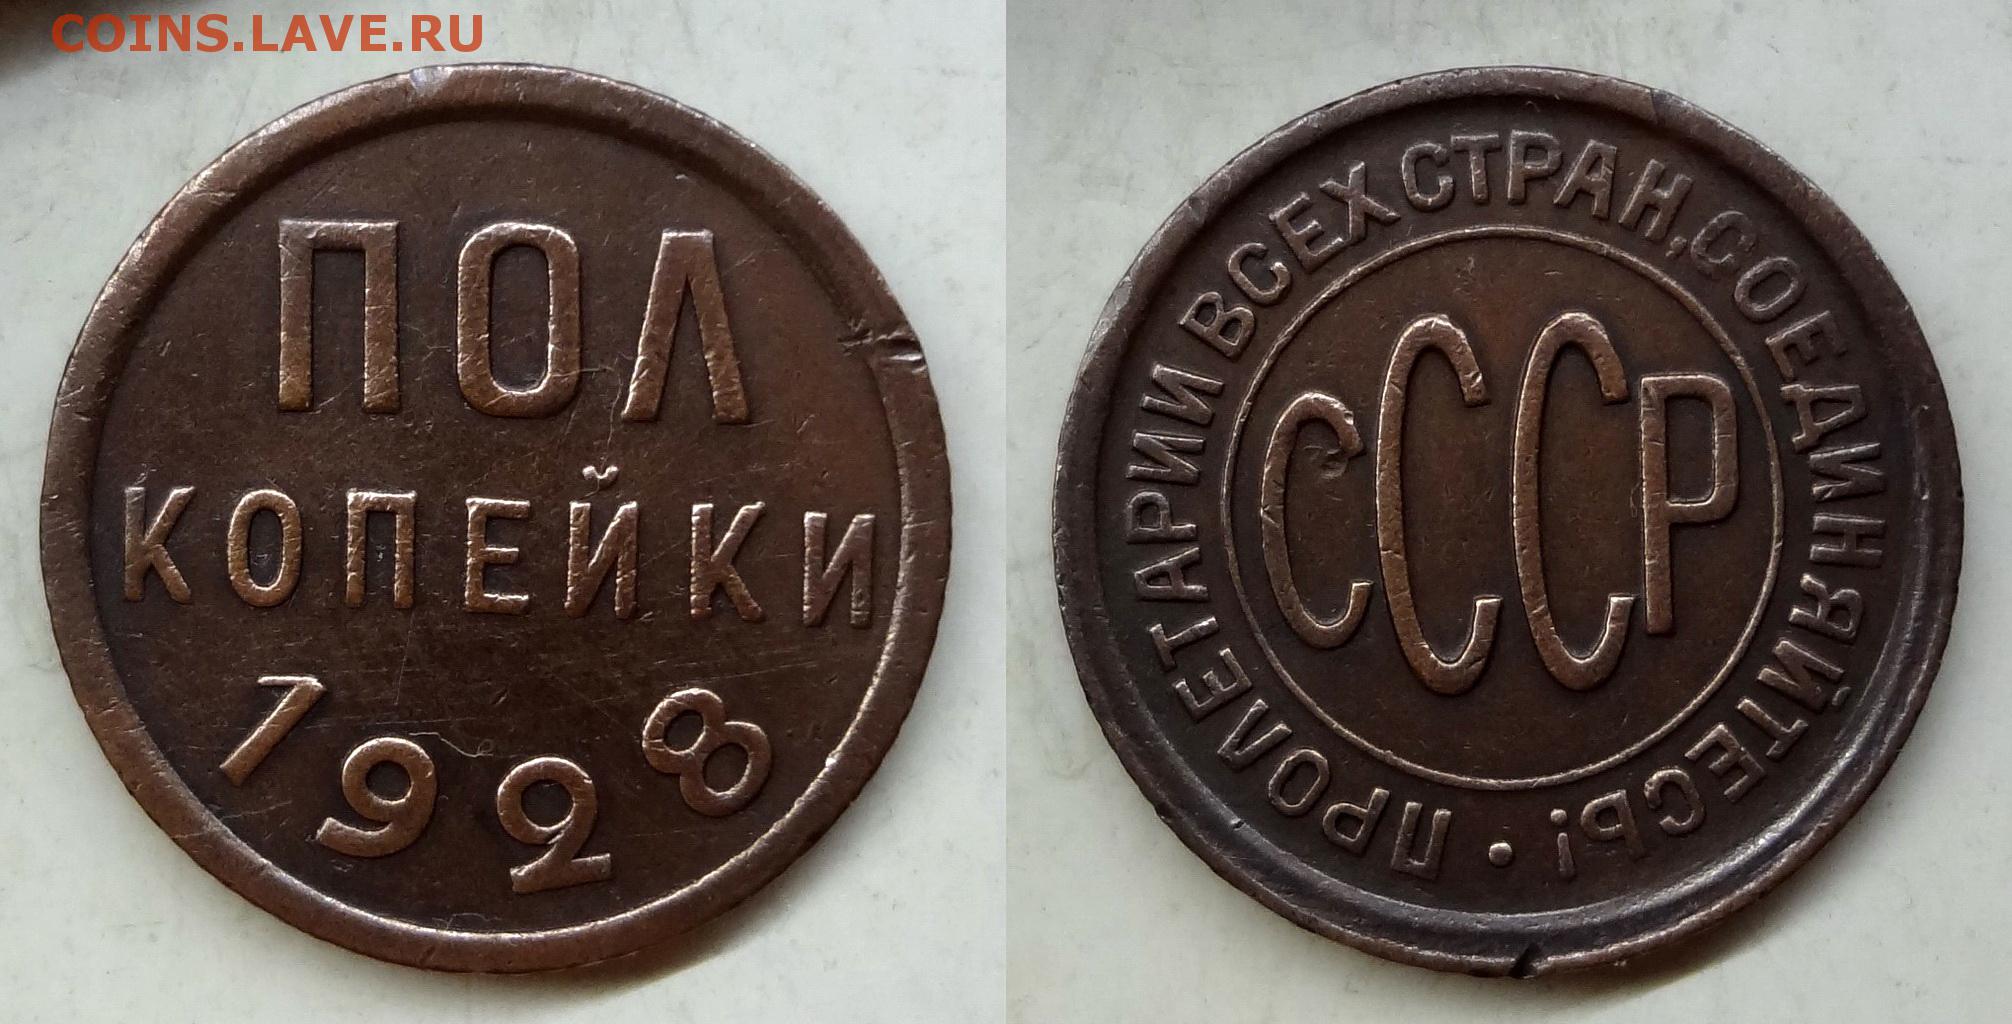 COINS.LAVE.RU
ПОЛ
КОПЕЙКИ
1928
ПРОЛЕТАРИИ ВСЕХ СТРАН, СОЕДИНЯЙТЕСЬ! •
СССР